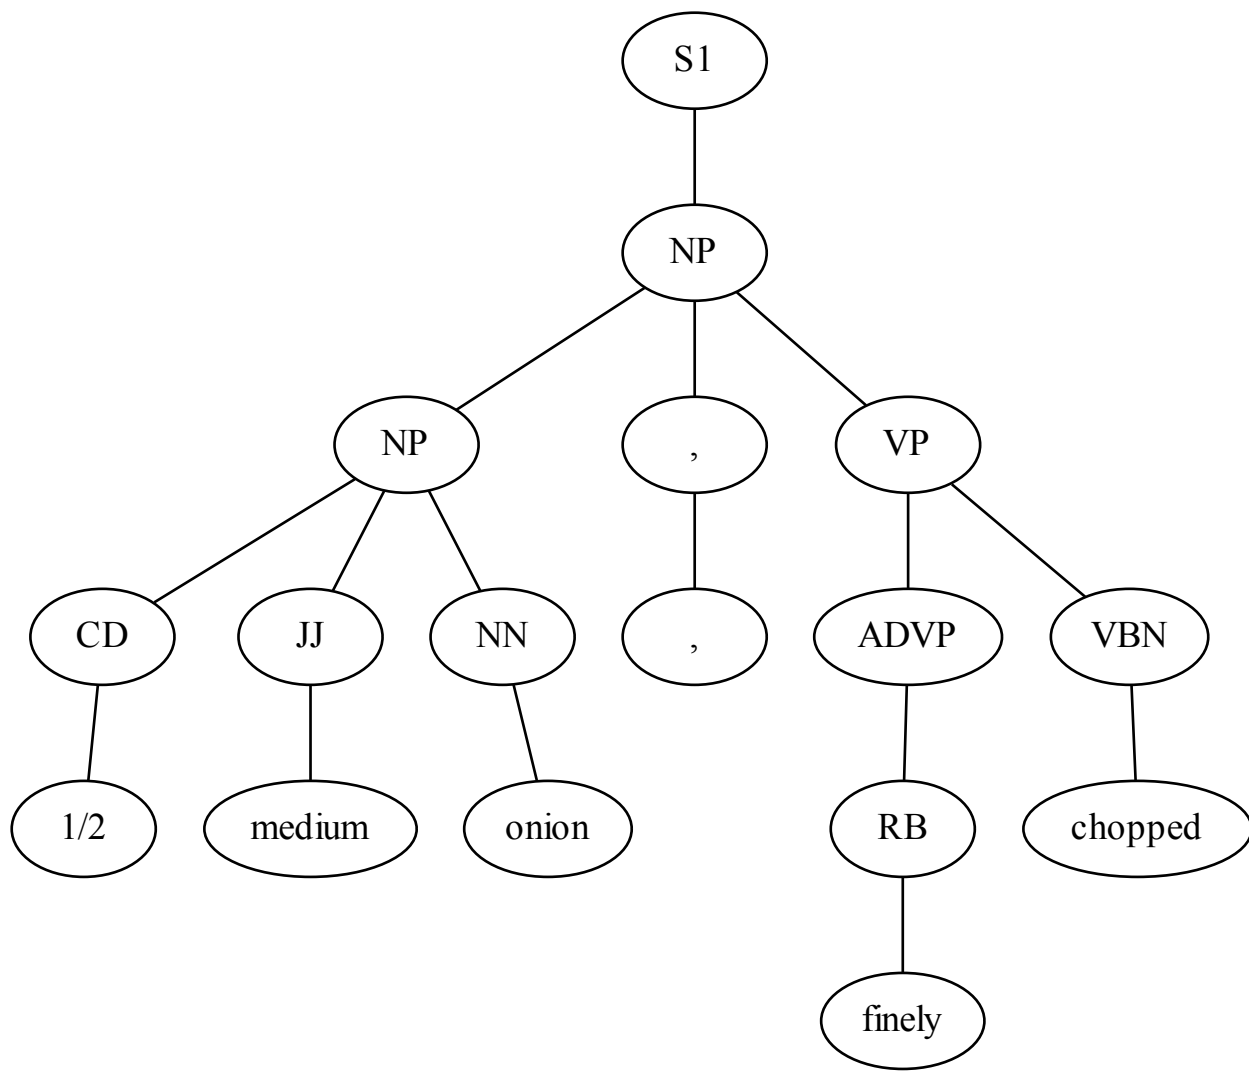 S1
NP
NP , VP
CD JJ NN , ADVP VBN
1/2 medium onion RB chopped
finely